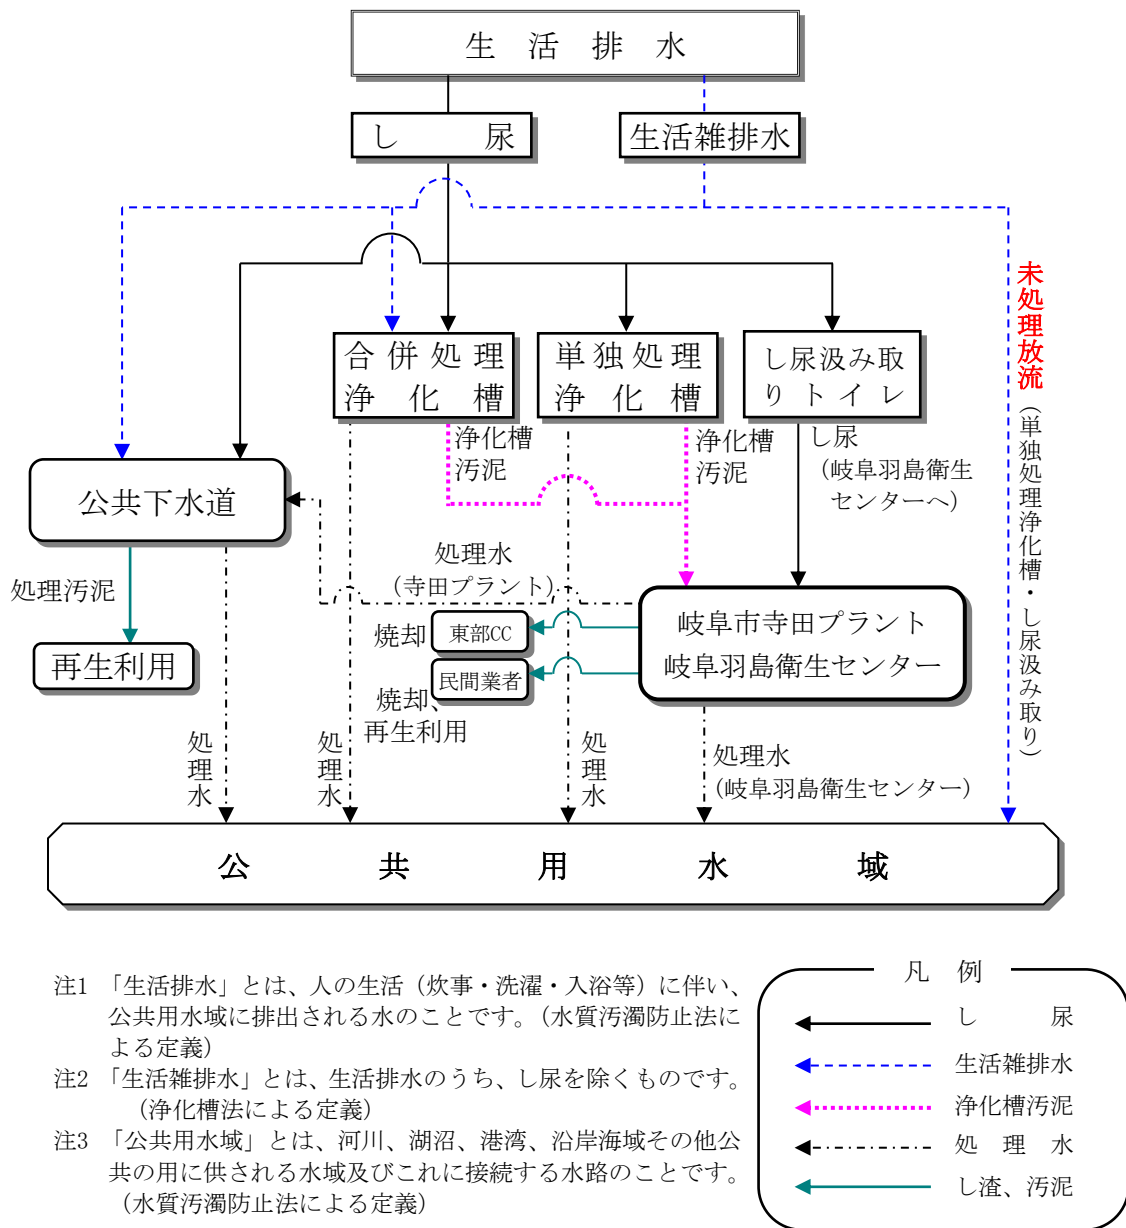 生活排水
し尿
生活雑排水
未処理放流(単独処理浄化槽・し尿汲み取り)
合併処理
浄化槽
単独処理
浄化槽
し尿汲み取
りトイレ
浄化槽
汚泥
浄化槽
汚泥
し尿
(岐阜羽島衛生
センターへ)
公共下水道
処理水
(寺田プラント)
処理汚泥
再生利用
焼却
東部CC
民間業者
焼却、
再生利用
岐阜市寺田プラント
岐阜羽島衛生センター
処理水
処理水
処理水
処理水
(岐阜羽島衛生センター)
公共用水域
注1 「生活排水」とは、人の生活（炊事・洗濯・入浴等）に伴い、
公共用水域に排出される水のことです。（水質汚濁防止法に
よる定義）
注2 「生活雑排水」とは、生活排水のうち、し尿を除くものです。
（浄化槽法による定義）
注3 「公共用水域」とは、河川、湖沼、港湾、沿岸海域その他公
共の用に供される水域及びこれに接続する水路のことです。
（水質汚濁防止法による定義）
凡例
し尿
生活雑排水
浄化槽汚泥
処理水
し渣、汚泥